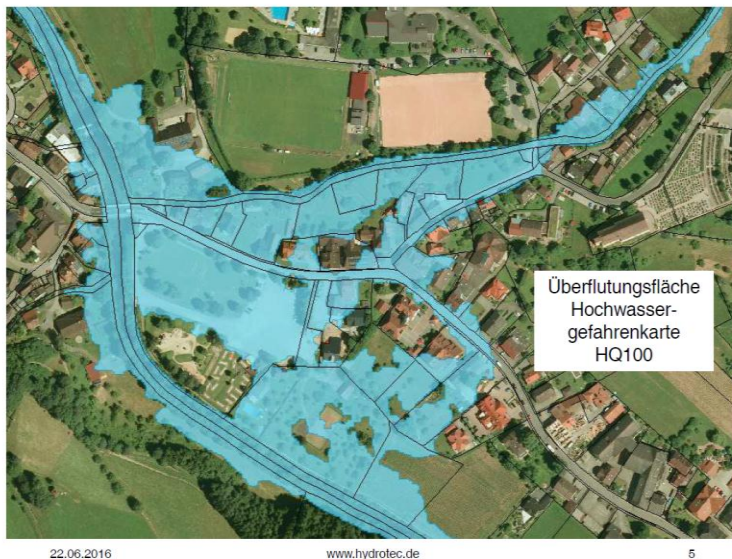 Überflutungsfläche
Hochwasser-
gefahrenkarte
HQ100
22.06.2016 www.hydrotec.de 5